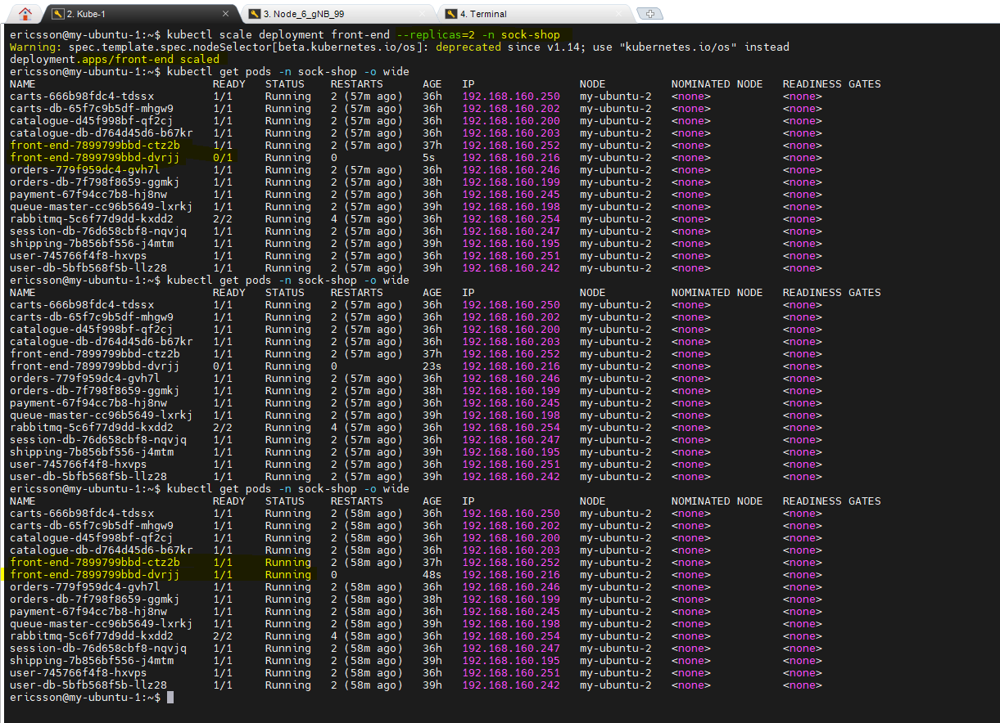 2. Kube-1
3. Node_6_gNB_99
4. Terminal
ericsson@my-ubuntu-1:~$ kubectl scale deployment front-end --replicas=2 -n sock-shop
Warning: spec.template.spec.nodeSelector[beta.kubernetes.io/os]: deprecated since v1.14; use "kubernetes.io/os" instead
deployment.apps/front-end scaled
ericsson@my-ubuntu-1:~$ kubectl get pods -n sock-shop -o wide
NAME READY STATUS RESTARTS AGE IP NODE NOMINATED NODE READINESS GATES
carts-666b98fdc4-tdssx 1/1 Running 2 (57m ago) 36h 192.168.160.250 my-ubuntu-2 <none> <none>
carts-db-65f7c9b5df-mhgw9 1/1 Running 2 (57m ago) 36h 192.168.160.202 my-ubuntu-2 <none> <none>
catalogue-d45f998bf-qf2cj 1/1 Running 2 (57m ago) 36h 192.168.160.200 my-ubuntu-2 <none> <none>
catalogue-db-d764d45d6-b67kr 1/1 Running 2 (57m ago) 36h 192.168.160.203 my-ubuntu-2 <none> <none>
front-end-7899799bbd-ctz2b 1/1 Running 2 (57m ago) 37h 192.168.160.252 my-ubuntu-2 <none> <none>
front-end-7899799bbd-dvrjj 0/1 Running 0 5s 192.168.160.216 my-ubuntu-2 <none> <none>
orders-779f959dc4-gvh7l 1/1 Running 2 (57m ago) 36h 192.168.160.246 my-ubuntu-2 <none> <none>
orders-db-7f798f8659-ggmkj 1/1 Running 2 (57m ago) 38h 192.168.160.199 my-ubuntu-2 <none> <none>
payment-67f94cc7b8-hj8nw 1/1 Running 2 (57m ago) 36h 192.168.160.245 my-ubuntu-2 <none> <none>
queue-master-cc96b5649-lxrkj 1/1 Running 2 (57m ago) 39h 192.168.160.198 my-ubuntu-2 <none> <none>
rabbitmq-5c6f77d9dd-kxdd2 2/2 Running 4 (57m ago) 36h 192.168.160.254 my-ubuntu-2 <none> <none>
session-db-76d658cbf8-nqvjq 1/1 Running 2 (57m ago) 36h 192.168.160.247 my-ubuntu-2 <none> <none>
shipping-7b856bf556-j4mtm 1/1 Running 2 (57m ago) 39h 192.168.160.195 my-ubuntu-2 <none> <none>
user-745766f4f8-hxvps 1/1 Running 2 (57m ago) 36h 192.168.160.251 my-ubuntu-2 <none> <none>
user-db-5bfb568f5b-llz28 1/1 Running 2 (57m ago) 39h 192.168.160.242 my-ubuntu-2 <none> <none>
ericsson@my-ubuntu-1:~$ kubectl get pods -n sock-shop -o wide
NAME READY STATUS RESTARTS AGE IP NODE NOMINATED NODE READINESS GATES
carts-666b98fdc4-tdssx 1/1 Running 2 (57m ago) 36h 192.168.160.250 my-ubuntu-2 <none> <none>
carts-db-65f7c9b5df-mhgw9 1/1 Running 2 (57m ago) 36h 192.168.160.202 my-ubuntu-2 <none> <none>
catalogue-d45f998bf-qf2cj 1/1 Running 2 (57m ago) 36h 192.168.160.200 my-ubuntu-2 <none> <none>
catalogue-db-d764d45d6-b67kr 1/1 Running 2 (57m ago) 36h 192.168.160.203 my-ubuntu-2 <none> <none>
front-end-7899799bbd-ctz2b 1/1 Running 2 (57m ago) 37h 192.168.160.252 my-ubuntu-2 <none> <none>
front-end-7899799bbd-dvrjj 0/1 Running 0 23s 192.168.160.216 my-ubuntu-2 <none> <none>
orders-779f959dc4-gvh7l 1/1 Running 2 (57m ago) 36h 192.168.160.246 my-ubuntu-2 <none> <none>
orders-db-7f798f8659-ggmkj 1/1 Running 2 (57m ago) 38h 192.168.160.199 my-ubuntu-2 <none> <none>
payment-67f94cc7b8-hj8nw 1/1 Running 2 (57m ago) 36h 192.168.160.245 my-ubuntu-2 <none> <none>
queue-master-cc96b5649-lxrkj 1/1 Running 2 (57m ago) 39h 192.168.160.198 my-ubuntu-2 <none> <none>
rabbitmq-5c6f77d9dd-kxdd2 2/2 Running 4 (57m ago) 36h 192.168.160.254 my-ubuntu-2 <none> <none>
session-db-76d658cbf8-nqvjq 1/1 Running 2 (57m ago) 36h 192.168.160.247 my-ubuntu-2 <none> <none>
shipping-7b856bf556-j4mtm 1/1 Running 2 (57m ago) 39h 192.168.160.195 my-ubuntu-2 <none> <none>
user-745766f4f8-hxvps 1/1 Running 2 (57m ago) 36h 192.168.160.251 my-ubuntu-2 <none> <none>
user-db-5bfb568f5b-llz28 1/1 Running 2 (57m ago) 39h 192.168.160.242 my-ubuntu-2 <none> <none>
ericsson@my-ubuntu-1:~$ kubectl get pods -n sock-shop -o wide
NAME READY STATUS RESTARTS AGE IP NODE NOMINATED NODE READINESS GATES
carts-666b98fdc4-tdssx 1/1 Running 2 (58m ago) 36h 192.168.160.250 my-ubuntu-2 <none> <none>
carts-db-65f7c9b5df-mhgw9 1/1 Running 2 (58m ago) 36h 192.168.160.202 my-ubuntu-2 <none> <none>
catalogue-d45f998bf-qf2cj 1/1 Running 2 (58m ago) 36h 192.168.160.200 my-ubuntu-2 <none> <none>
catalogue-db-d764d45d6-b67kr 1/1 Running 2 (58m ago) 36h 192.168.160.203 my-ubuntu-2 <none> <none>
front-end-7899799bbd-ctz2b 1/1 Running 2 (58m ago) 37h 192.168.160.252 my-ubuntu-2 <none> <none>
front-end-7899799bbd-dvrjj 1/1 Running 0 48s 192.168.160.216 my-ubuntu-2 <none> <none>
orders-779f959dc4-gvh7l 1/1 Running 2 (58m ago) 36h 192.168.160.246 my-ubuntu-2 <none> <none>
orders-db-7f798f8659-ggmkj 1/1 Running 2 (58m ago) 38h 192.168.160.199 my-ubuntu-2 <none> <none>
payment-67f94cc7b8-hj8nw 1/1 Running 2 (58m ago) 36h 192.168.160.245 my-ubuntu-2 <none> <none>
queue-master-cc96b5649-lxrkj 1/1 Running 2 (58m ago) 39h 192.168.160.198 my-ubuntu-2 <none> <none>
rabbitmq-5c6f77d9dd-kxdd2 2/2 Running 4 (58m ago) 36h 192.168.160.254 my-ubuntu-2 <none> <none>
session-db-76d658cbf8-nqvjq 1/1 Running 2 (58m ago) 36h 192.168.160.247 my-ubuntu-2 <none> <none>
shipping-7b856bf556-j4mtm 1/1 Running 2 (58m ago) 39h 192.168.160.195 my-ubuntu-2 <none> <none>
user-745766f4f8-hxvps 1/1 Running 2 (58m ago) 36h 192.168.160.251 my-ubuntu-2 <none> <none>
user-db-5bfb568f5b-llz28 1/1 Running 2 (58m ago) 39h 192.168.160.242 my-ubuntu-2 <none> <none>
ericsson@my-ubuntu-1:~$